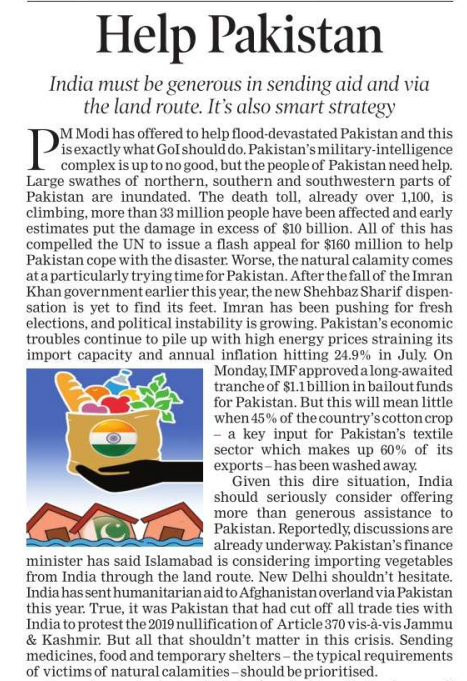 Help Pakistan
India must be generous in sending aid and via
the land route. It's also smart strategy
PM Modi has offered to help flood-devastated Pakistan and this
is exactly what GoI should do. Pakistan's military-intelligence
complex is up to no good, but the people of Pakistan need help.
Large swathes of northern, southern and southwestern parts of
Pakistan are inundated. The death toll, already over 1,100, is
climbing, more than 33 million people have been affected and early
estimates put the damage in excess of $10 billion. All of this has
compelled the UN to issue a flash appeal for $160 million to help
Pakistan cope with the disaster. Worse, the natural calamity comes
at a particularly trying time for Pakistan. After the fall of the Imran
Khan government earlier this year, the new Shehbaz Sharif dispen-
sation is yet to find its feet. Imran has been pushing for fresh
elections, and political instability is growing. Pakistan's economic
troubles continue to pile up with high energy prices straining its
import capacity and annual inflation hitting 24.9% in July. On
Monday, IMF approved a long-awaited
tranche of $1.1 billion in bailout funds
for Pakistan. But this will mean little
when 45% of the country's cotton crop
– a key input for Pakistan's textile
sector which makes up 60% of its
exports – has been washed away.
Given this dire situation, India
should seriously consider offering
more than generous assistance to
Pakistan. Reportedly, discussions are
already underway. Pakistan's finance
minister has said Islamabad is considering importing vegetables
from India through the land route. New Delhi shouldn't hesitate.
India has sent humanitarian aid to Afghanistan overland via Pakistan
this year. True, it was Pakistan that had cut off all trade ties with
India to protest the 2019 nullification of Article 370 vis-à-vis Jammu
& Kashmir. But all that shouldn't matter in this crisis. Sending
medicines, food and temporary shelters – the typical requirements
of victims of natural calamities – should be prioritised.